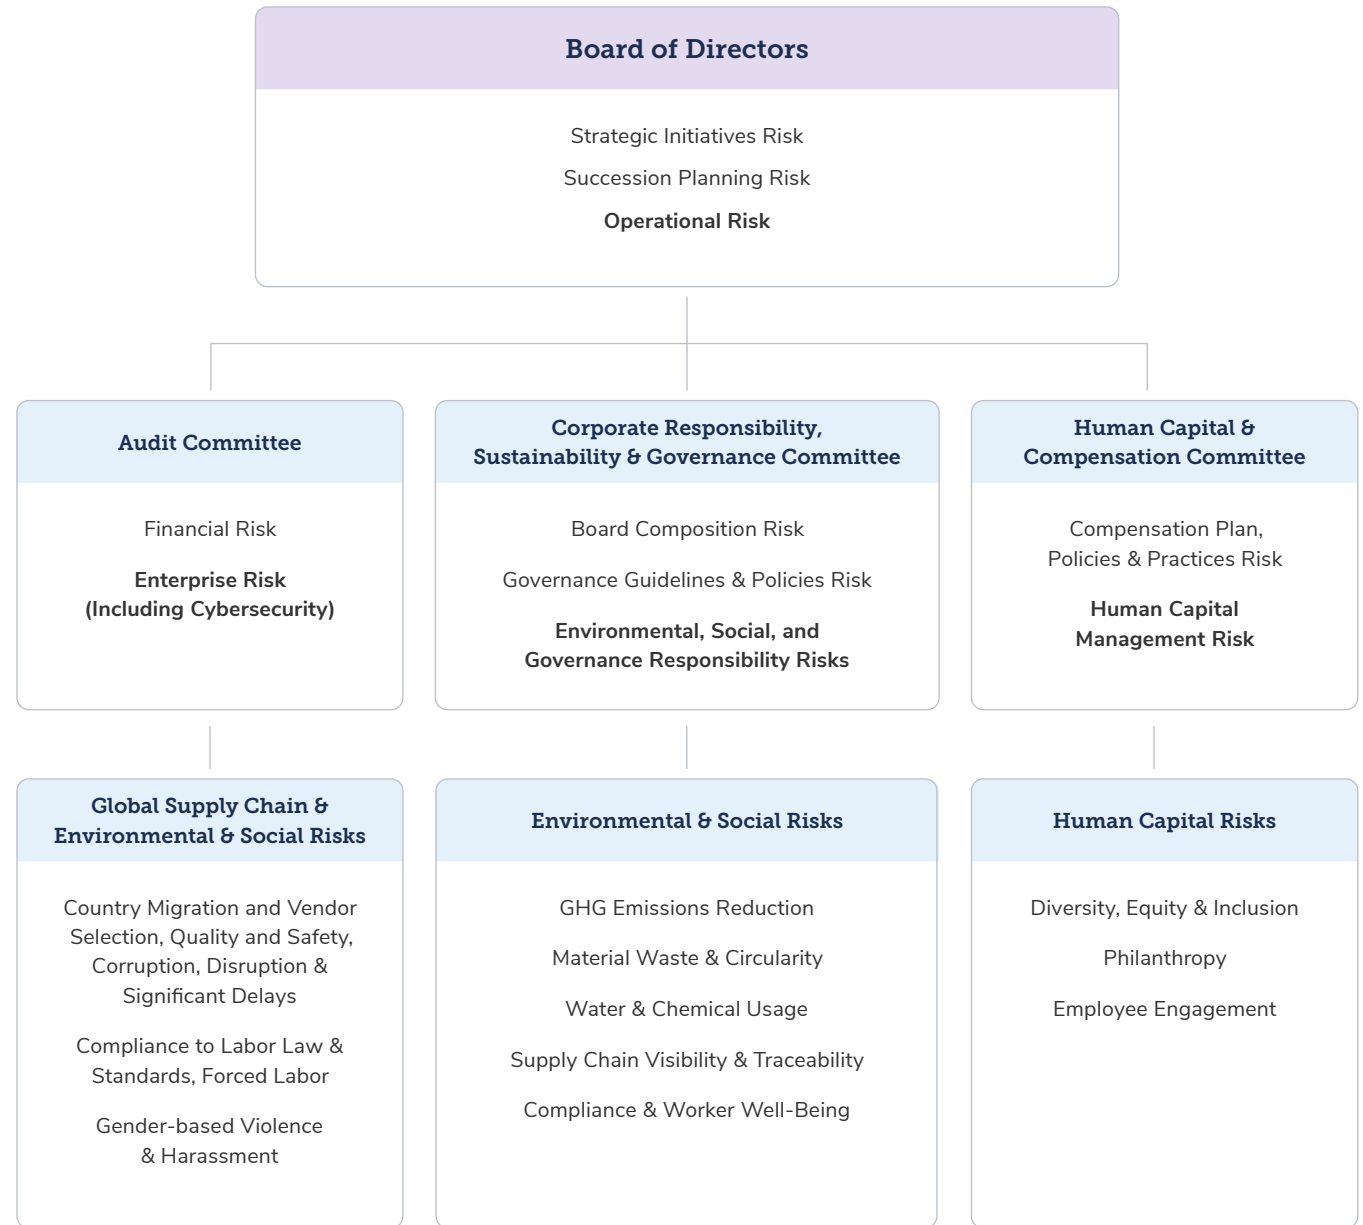 Board of Directors
Strategic Initiatives Risk
Succession Planning Risk
Operational Risk
Audit Committee
Financial Risk
Enterprise Risk
(Including Cybersecurity)
Corporate Responsibility,
Sustainability & Governance Committee
Board Composition Risk
Governance Guidelines & Policies Risk
Environmental, Social, and
Governance Responsibility Risks
Human Capital &
Compensation Committee
Compensation Plan,
Policies & Practices Risk
Human Capital
Management Risk
Global Supply Chain &
Environmental & Social Risks
Country Migration and Vendor
Selection, Quality and Safety,
Corruption, Disruption &
Significant Delays
Compliance to Labor Law &
Standards, Forced Labor
Gender-based Violence
& Harassment
Environmental & Social Risks
GHG Emissions Reduction
Material Waste & Circularity
Water & Chemical Usage
Supply Chain Visibility & Traceability
Compliance & Worker Well-Being
Human Capital Risks
Diversity, Equity & Inclusion
Philanthropy
Employee Engagement